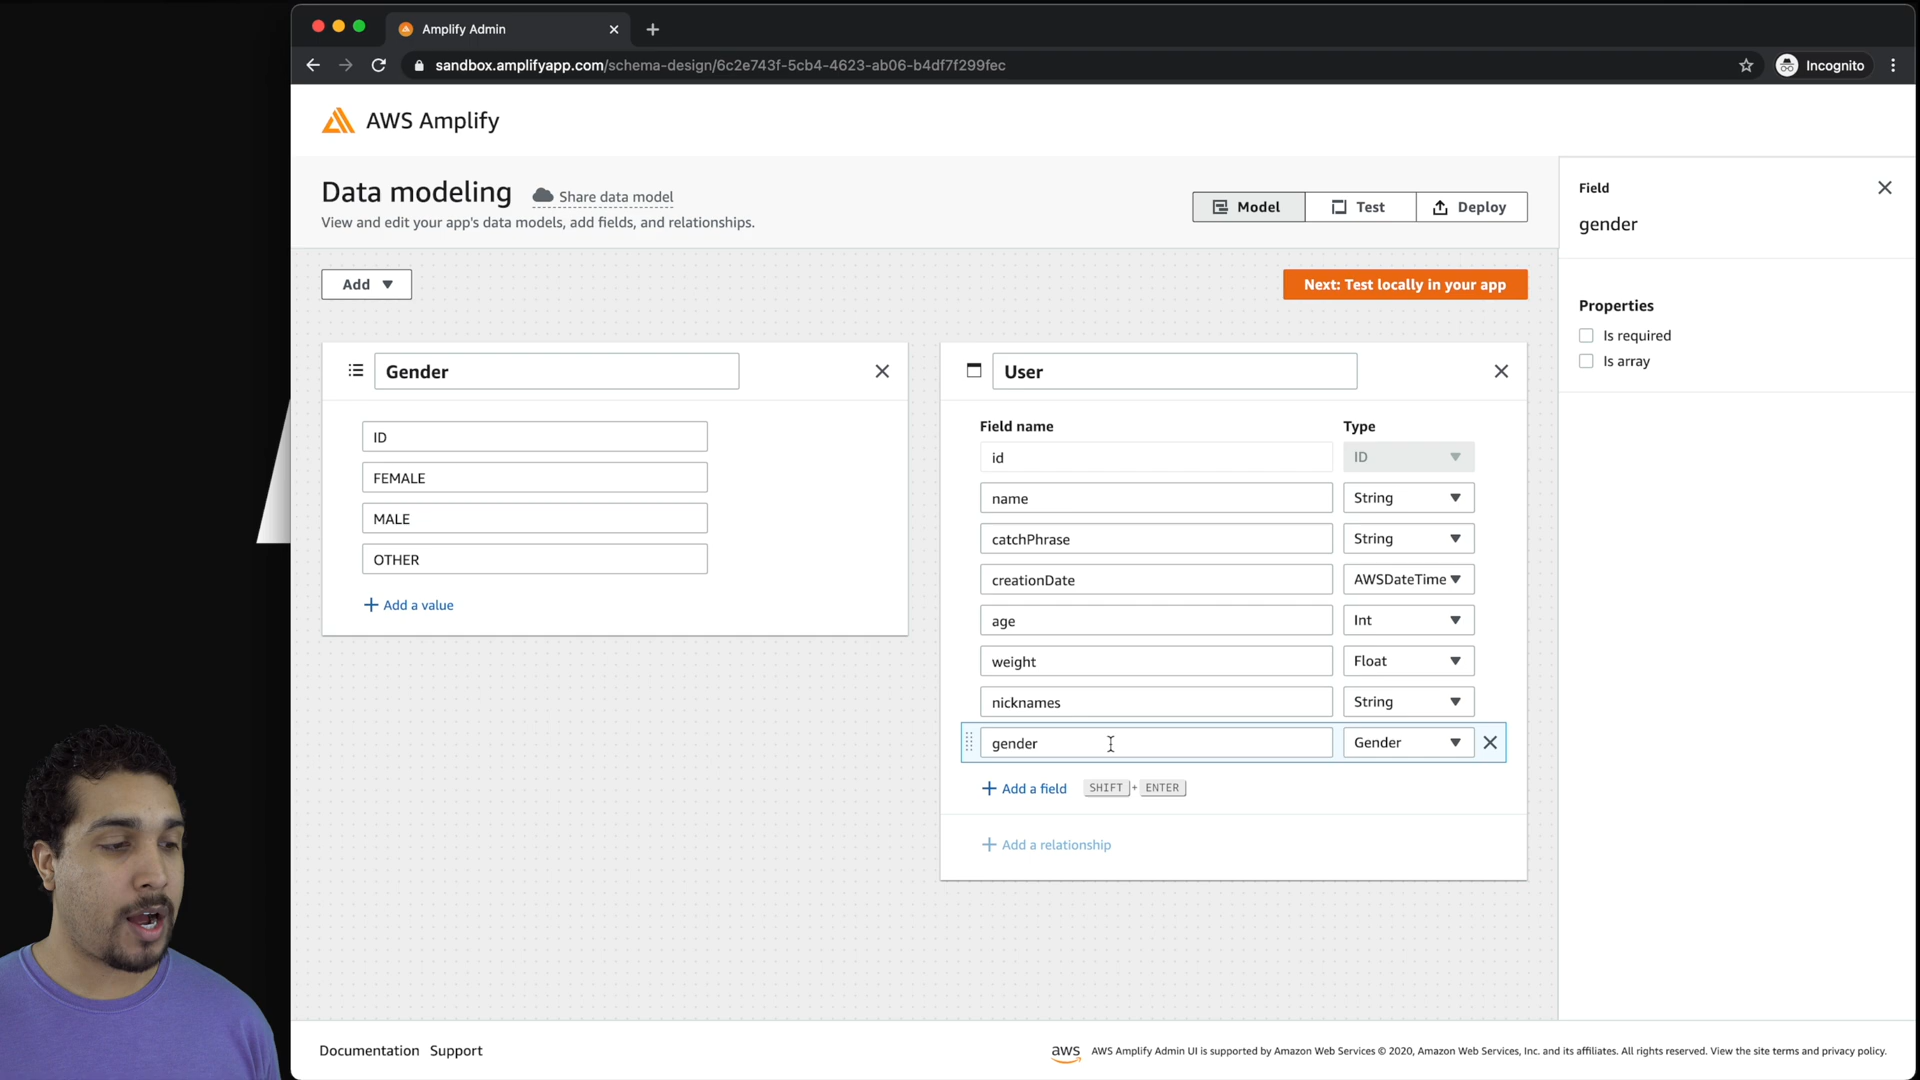 Amplify Admin
sandbox.amplifyapp.com/schema-design/6c2e743f-5cb4-4623-ab06-b4df7f299fec
Incognito
AWS Amplify
Data modeling
Share data model
View and edit your app's data models, add fields, and relationships.
Model
Test
Deploy
Field
gender
Add
Next: Test locally in your app
Properties
Is required
Is array
Gender
ID
FEMALE
MALE
OTHER
Add a value
User
Field name Type
id ID
name String
catchPhrase String
creationDate AWSDateTime
age Int
weight Float
nicknames String
gender Gender
Add a field SHIFT + ENTER
Add a relationship
Documentation Support
aws AWS Amplify Admin UI is supported by Amazon Web Services © 2020, Amazon Web Services, Inc. and its affiliates. All rights reserved. View the site terms and privacy policy.